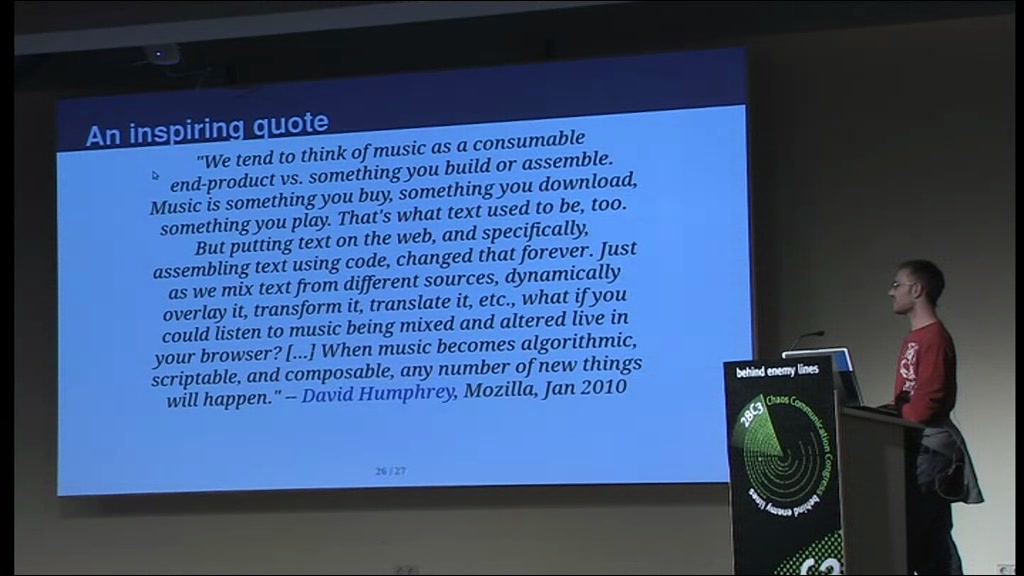 An inspiring quote
"We tend to think of music as a consumable
end-product vs. something you build or assemble.
Music is something you buy, something you download,
something you play. That's what text used to be, too.
But putting text on the web, and specifically,
assembling text using code, changed that forever. Just
as we mix text from different sources, dynamically
overlay it, transform it, translate it, etc., what if you
could listen to music being mixed and altered live in
your browser? [...] When music becomes algorithmic,
scriptable, and composable, any number of new things
will happen." – David Humphrey, Mozilla, Jan 2010
26 / 27
behind enemy lines
28C3
Chaos Communication Congress
behind enemy lines